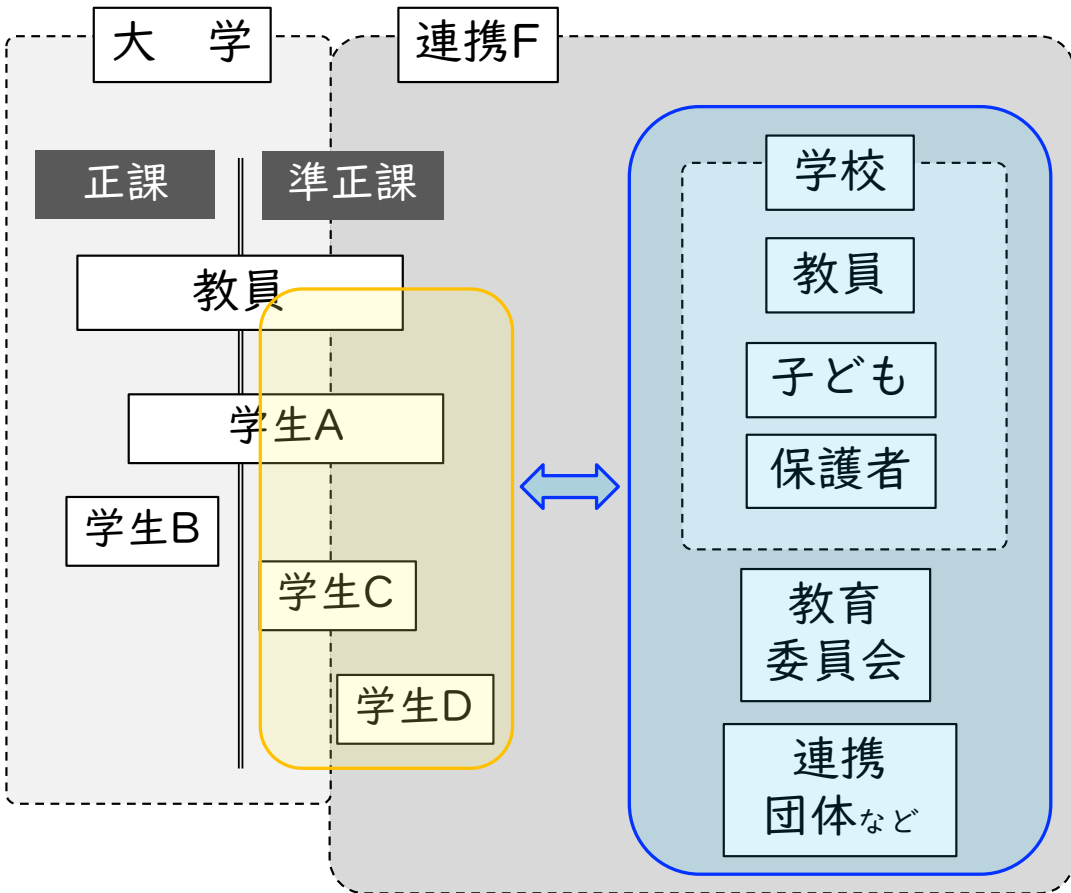 大　学
連携F
正課
準正課
教員
学生A
学生B
学生C
学生D
学校
教員
子ども
保護者
教育
委員会
連携
団体など